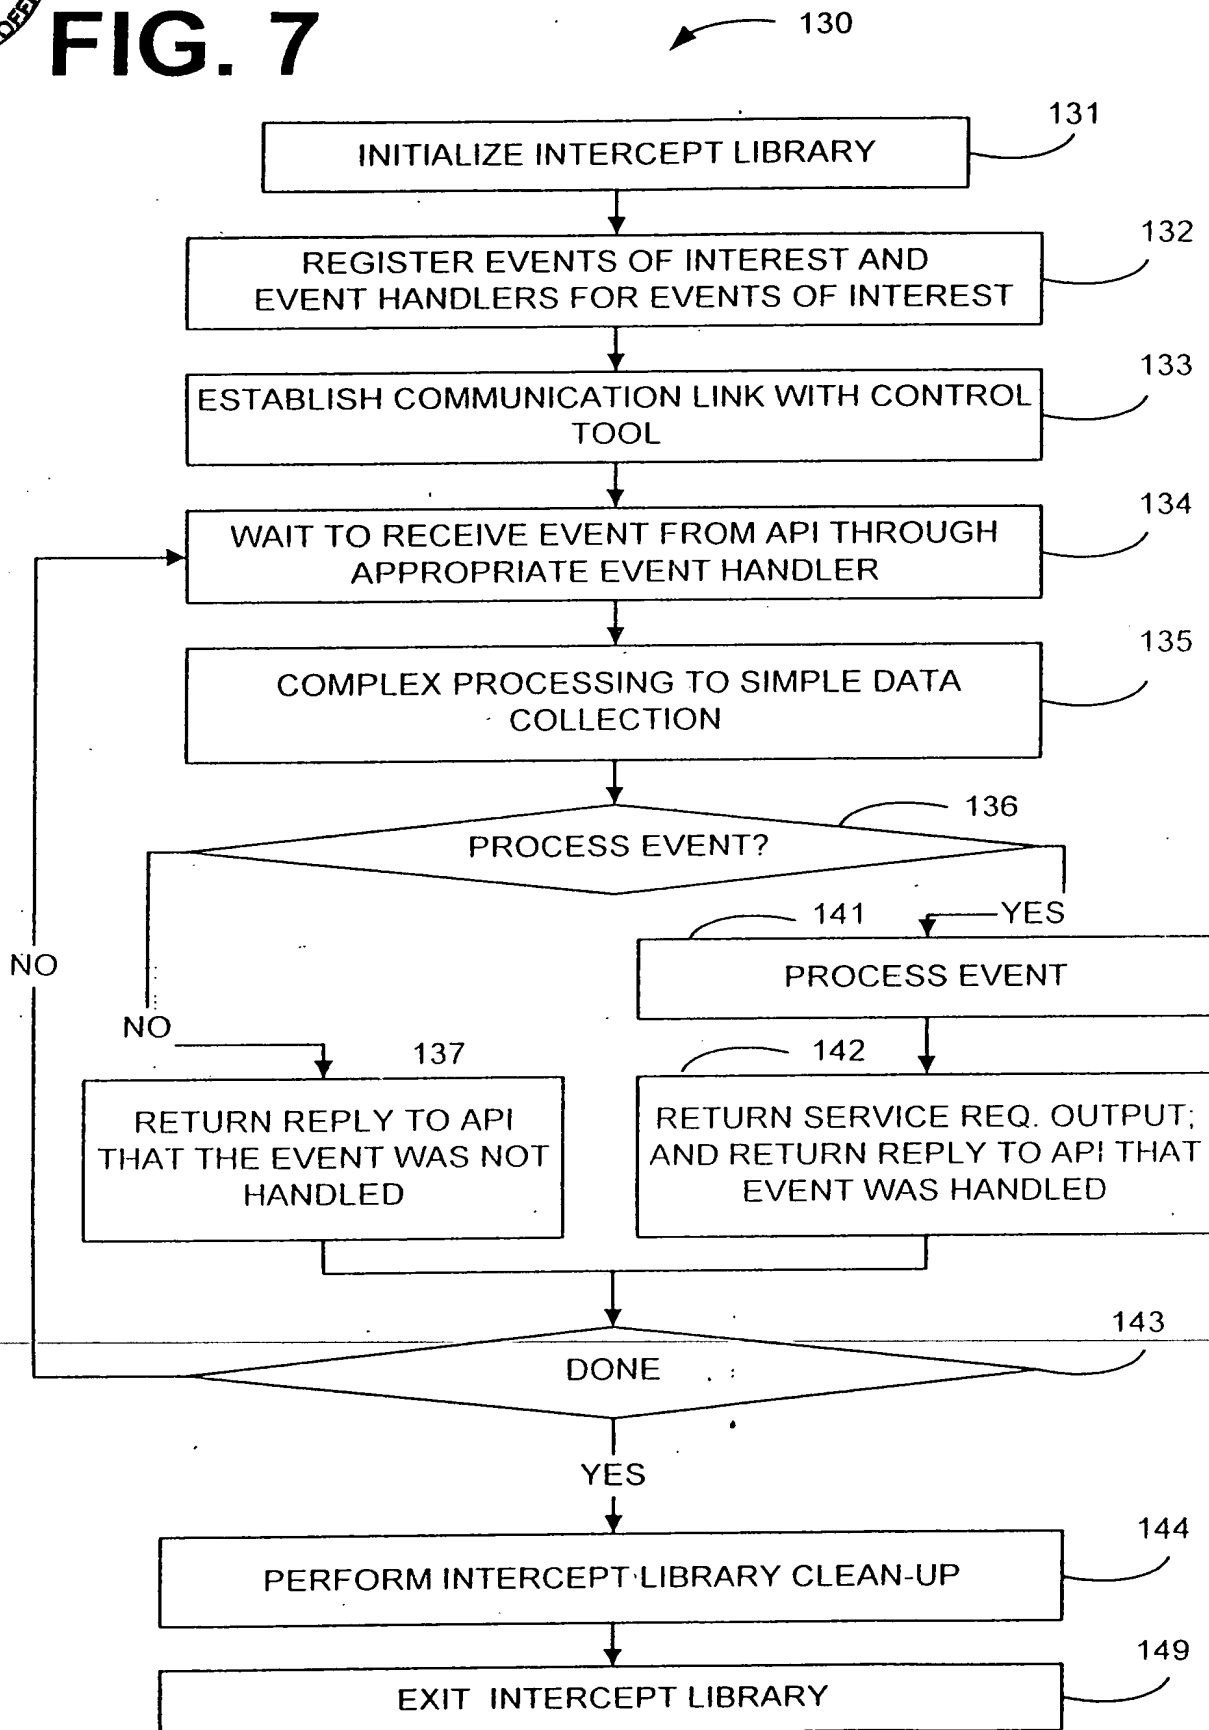 FIG. 7
130
131
INITIALIZE INTERCEPT LIBRARY
132
REGISTER EVENTS OF INTEREST AND
EVENT HANDLERS FOR EVENTS OF INTEREST
133
ESTABLISH COMMUNICATION LINK WITH CONTROL
TOOL
134
WAIT TO RECEIVE EVENT FROM API THROUGH
APPROPRIATE EVENT HANDLER
135
COMPLEX PROCESSING TO SIMPLE DATA
COLLECTION
136
PROCESS EVENT?
141
YES
PROCESS EVENT
NO
NO
137
142
RETURN REPLY TO API
THAT THE EVENT WAS NOT
HANDLED
RETURN SERVICE REQ. OUTPUT;
AND RETURN REPLY TO API THAT
EVENT WAS HANDLED
143
DONE
YES
144
PERFORM INTERCEPT LIBRARY CLEAN-UP
149
EXIT INTERCEPT LIBRARY